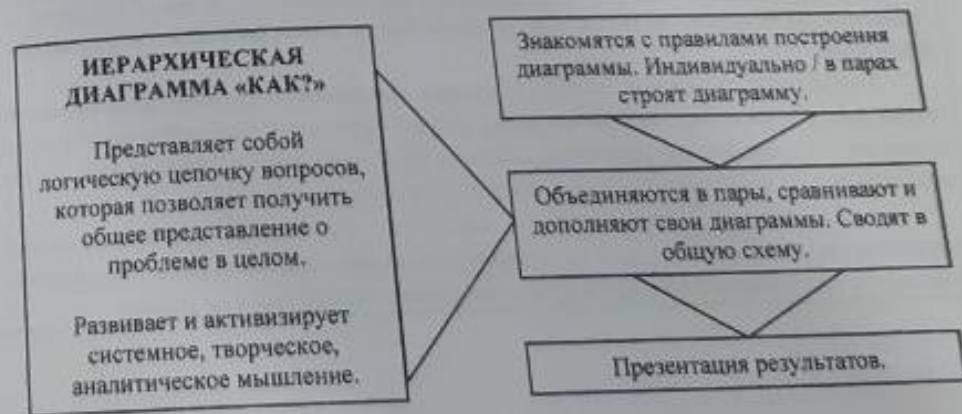 ИЕРАРХИЧЕСКАЯ
ДИАГРАММА «КАК?»
Представляет собой
логическую цепочку вопросов,
которая позволяет получить
общее представление о
проблеме в целом.
Развивает и активизирует
системное, творческое,
аналитическое мышление.
Знакомятся с правилами построения
диаграммы. Индивидуально / в парах
строят диаграмму.
Объединяются в пары, сравнивают и
дополняют свои диаграммы. Сводят в
общую схему.
Презентация результатов.